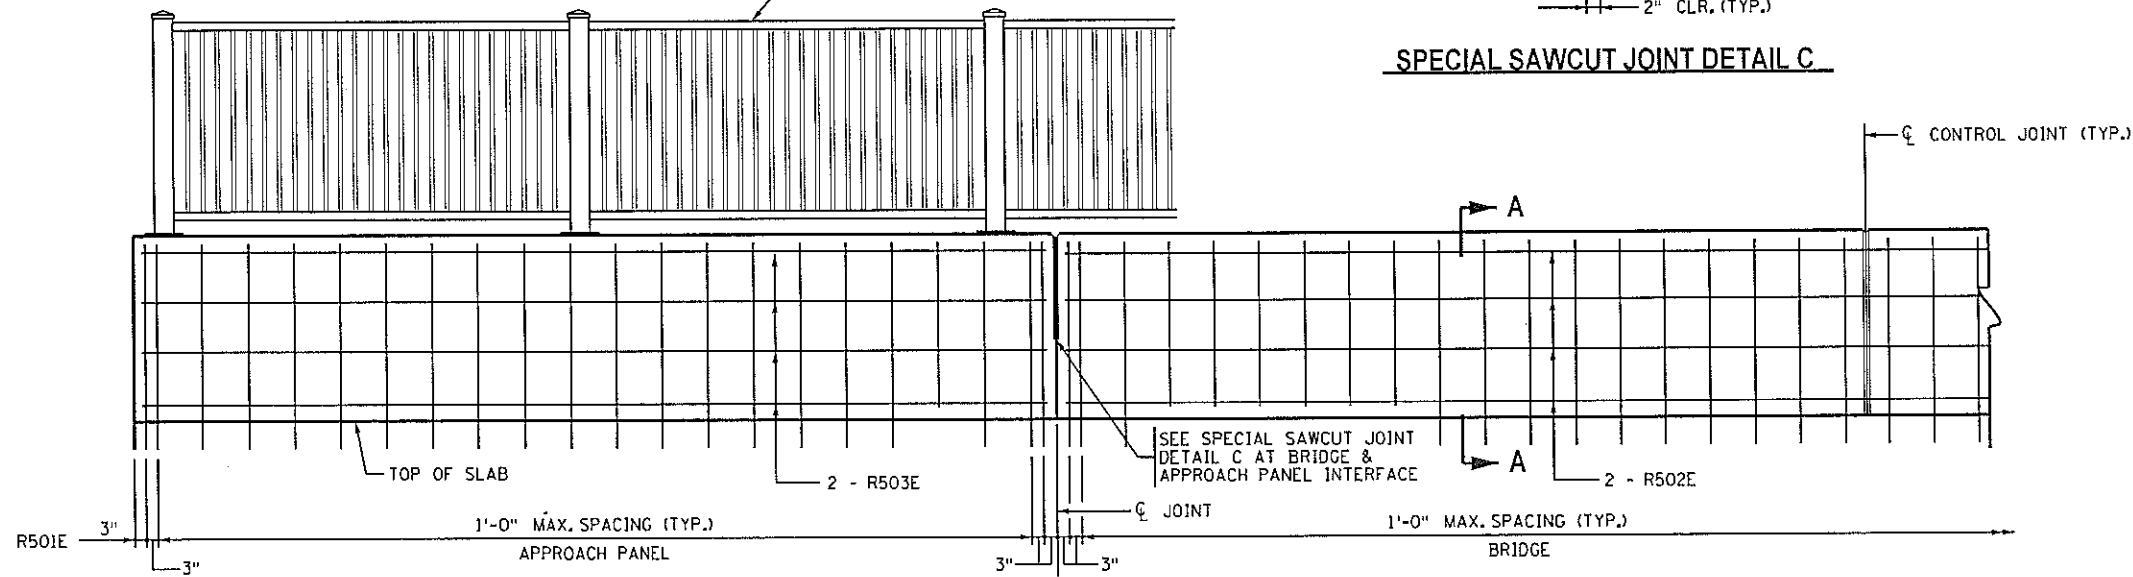 2" CLR. (TYP.)
SPECIAL SAWCUT JOINT DETAIL C
℄ CONTROL JOINT (TYP.)
A
SEE SPECIAL SAWCUT JOINT
DETAIL C AT BRIDGE &
APPROACH PANEL INTERFACE
A
TOP OF SLAB
2 - R503E
2 - R502E
℄ JOINT
R501E
3"
1'-0" MAX. SPACING (TYP.)
APPROACH PANEL
1'-0" MAX. SPACING (TYP.)
BRIDGE
3"
3"
3"